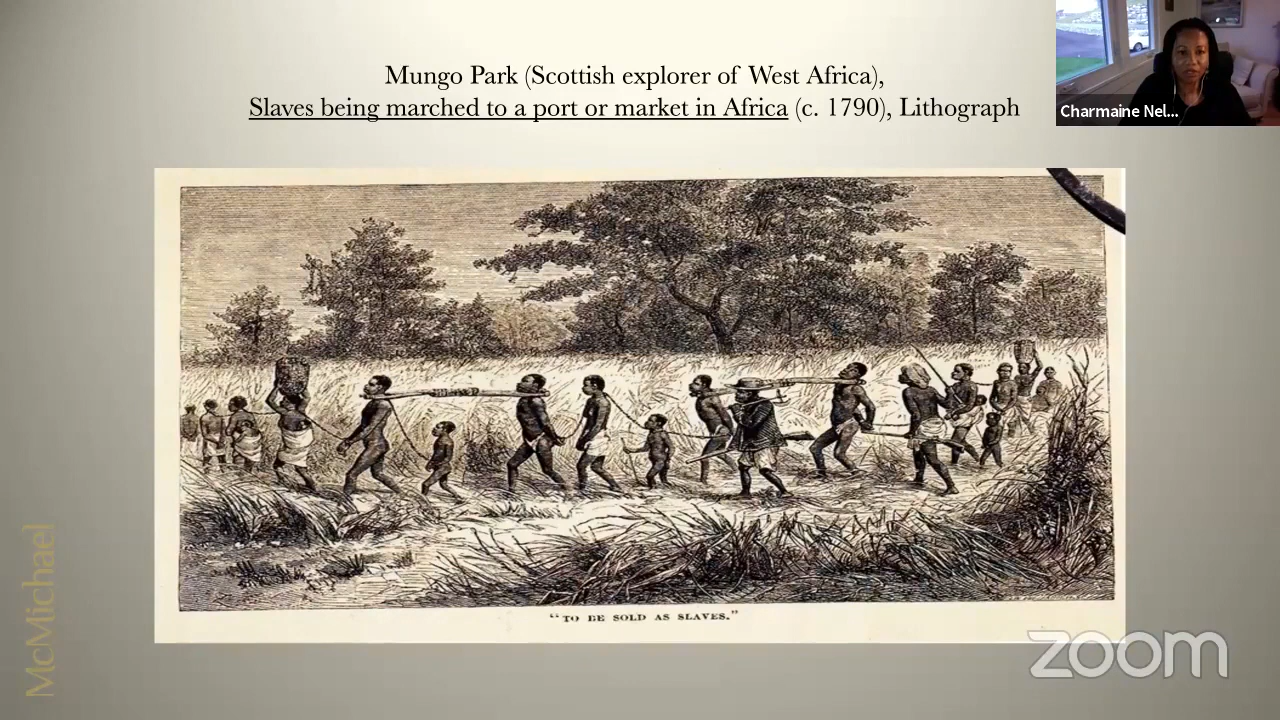 Mungo Park (Scottish explorer of West Africa),
Slaves being marched to a port or market in Africa (c. 1790), Lithograph
Charmaine Nel...
"TO BE SOLD AS SLAVES."
McMichael
zoom